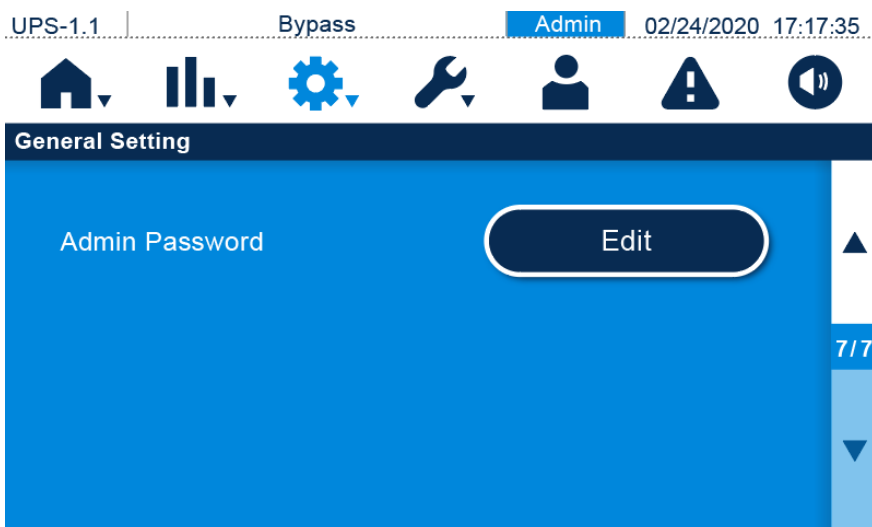 UPS-1.1 Bypass Admin 02/24/2020 17:17:35
General Setting
Admin Password Edit
7/7